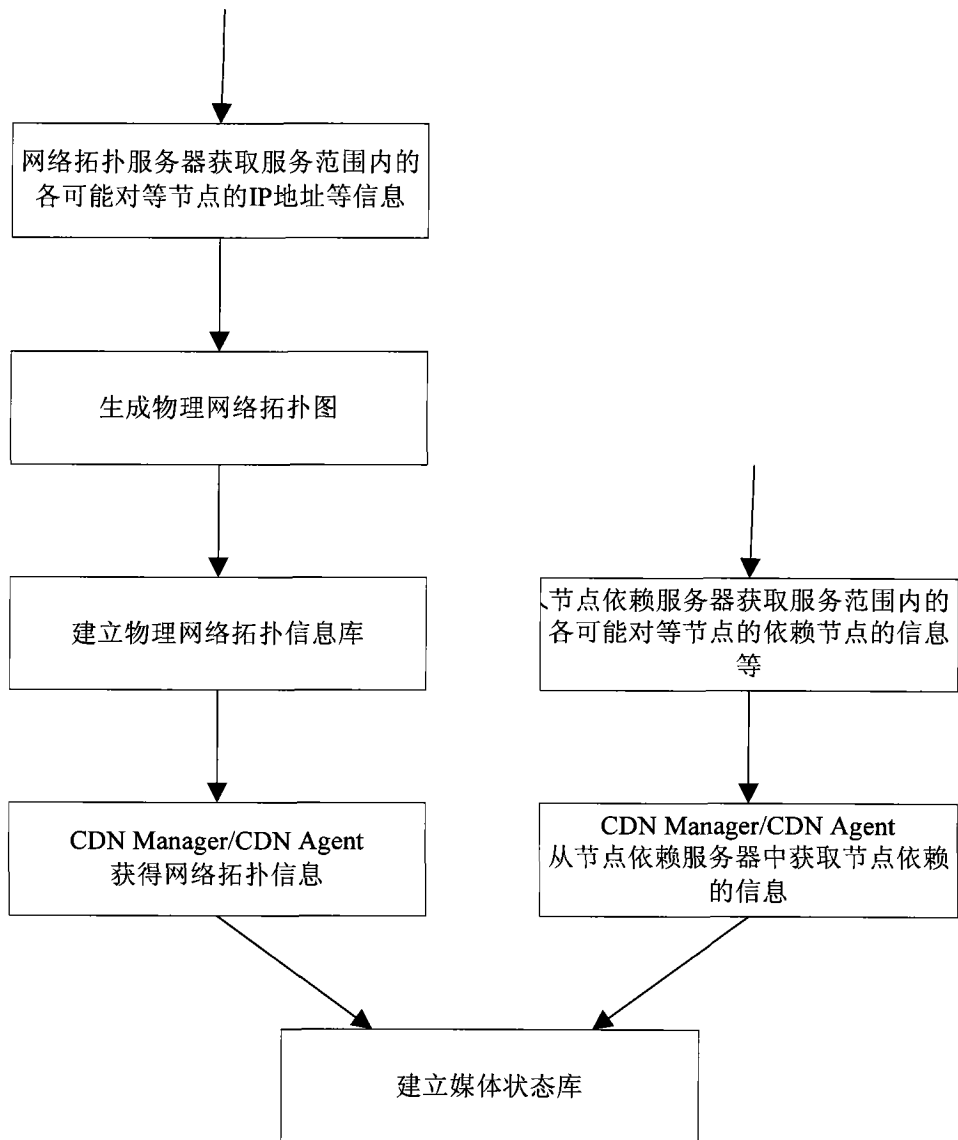 网络拓扑服务器获取服务范围内的
各可能对等节点的IP地址等信息
生成物理网络拓扑图
建立物理网络拓扑信息库
CDN Manager/CDN Agent
获得网络拓扑信息
节点依赖服务器获取服务范围内的
各可能对等节点的依赖节点的信息
等
CDN Manager/CDN Agent
从节点依赖服务器中获取节点依赖
的信息
建立媒体状态库